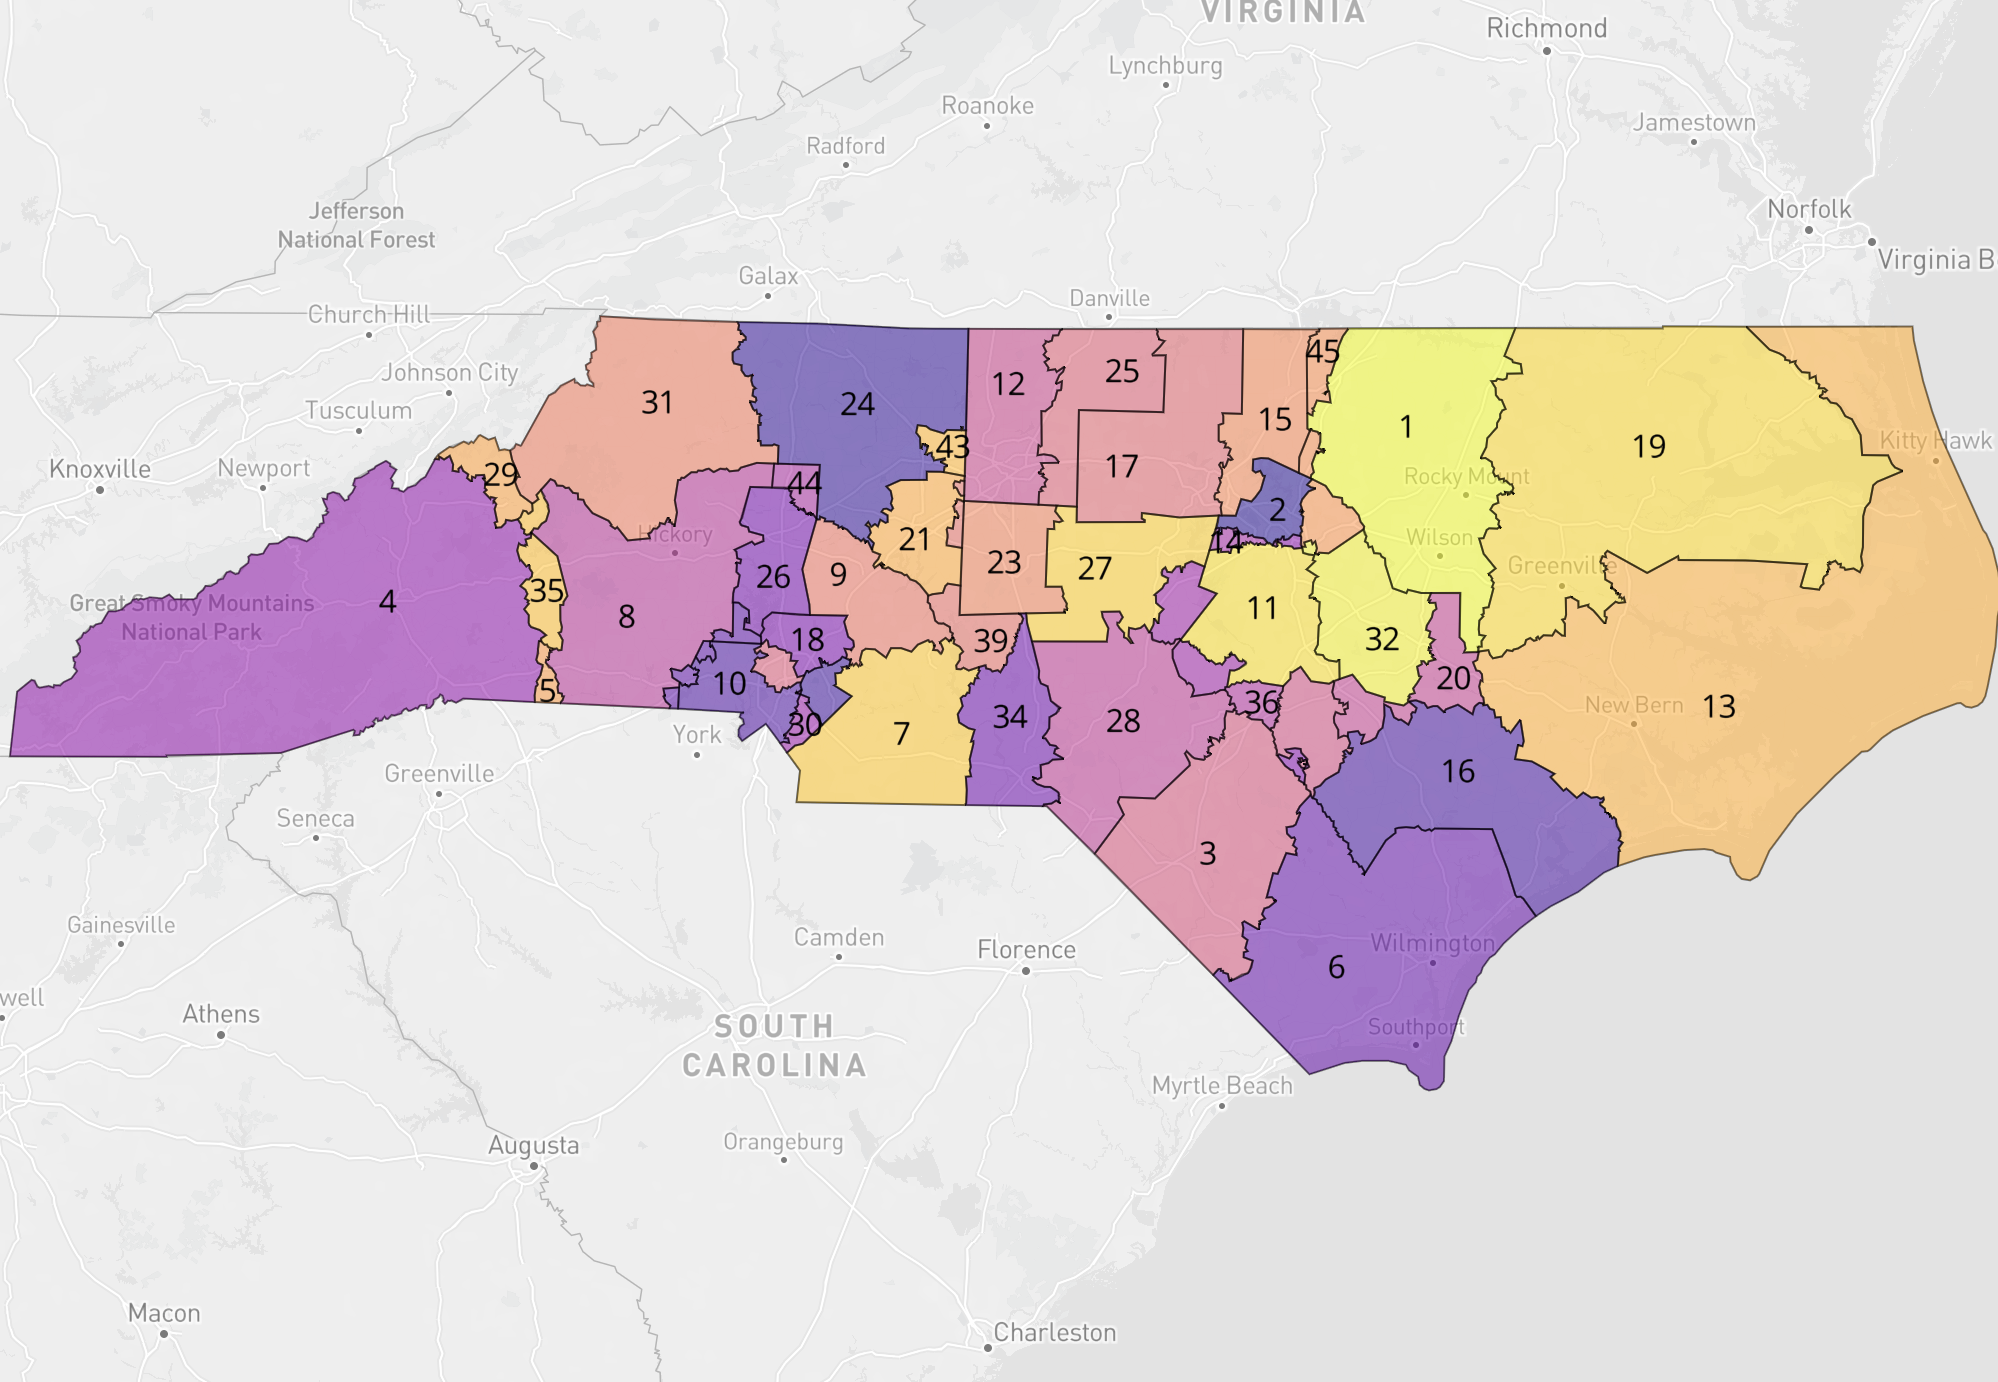 VIRGINIA
Richmond
Lynchburg
Roanoke
Jamestown
Radford
Jefferson
National Forest
Norfolk
Virginia B
Galax
Danville
Church Hill
Johnson City
Tusculum
Knoxville
Newport
Kitty Hawk
31
24
12
25
45
15
1
19
43
17
29
44
Rocky Mount
2
Hickory
21
14
Wilson
23
27
Greenville
26
9
35
4
Great Smoky Mountains
National Park
8
11
32
18
39
10
5
20
36
New Bern
13
34
28
30
7
York
16
Greenville
Seneca
3
Gainesville
Camden
Florence
Wilmington
6
well
Athens
SOUTH
CAROLINA
Southport
Myrtle Beach
Augusta
Orangeburg
Macon
Charleston